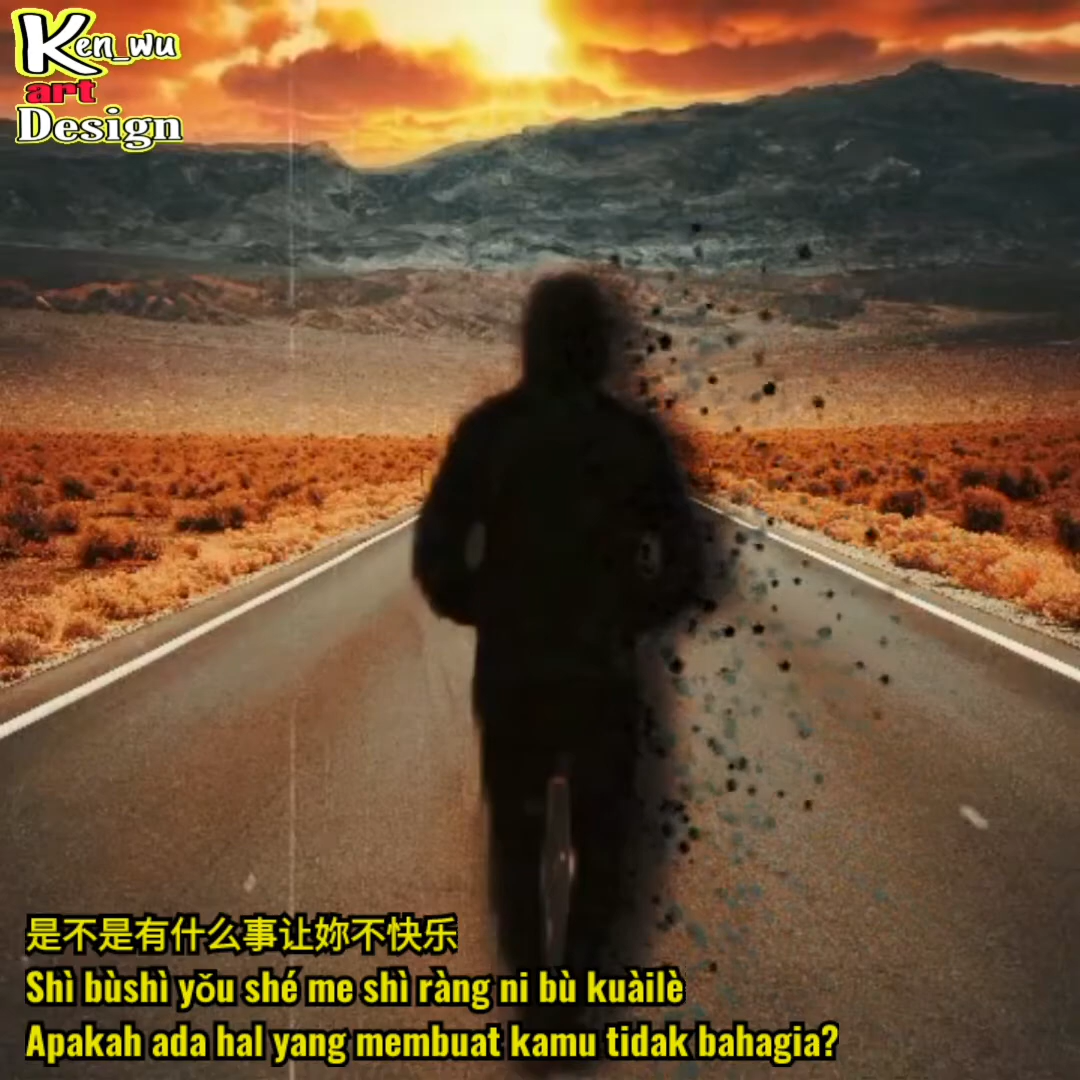 Ken_wu
art
Design
是不是有什么事让妳不快乐
Shì bùshì yǒu shé me shì ràng ni bù kuàilè
Apakah ada hal yang membuat kamu tidak bahagia?